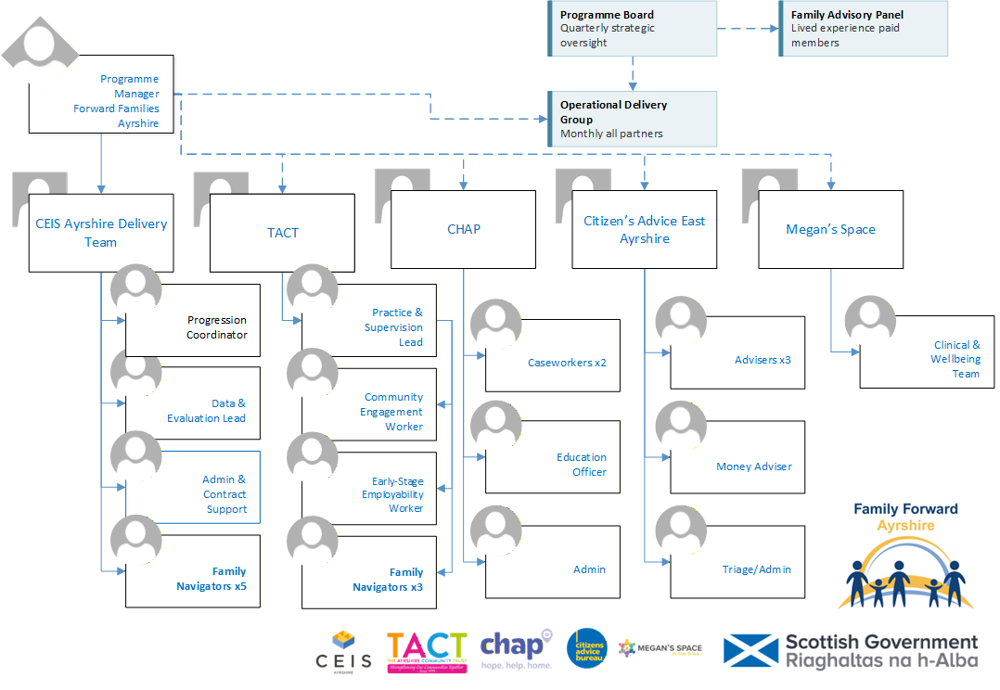 Programme Board
Quarterly strategic
oversight
Family Advisory Panel
Lived experience paid
members
Programme
Manager
Forward Families
Ayrshire
Operational Delivery
Group
Monthly all partners
CEIS Ayrshire Delivery
Team
TACT
CHAP
Citizen's Advice East
Ayrshire
Megan's Space
Progression
Coordinator
Practice &
Supervision
Lead
Caseworkers x2
Advisers x3
Clinical &
Wellbeing
Team
Data &
Evaluation Lead
Community
Engagement
Worker
Education
Officer
Money Adviser
Admin &
Contract
Support
Early-Stage
Employability
Worker
Admin
Triage/Admin
Family
Navigators x5
Family
Navigators x3
Family Forward
Ayrshire
CEIS
AYRSHIRE
TACT
THE AYRSHIRE COMMUNITY TRUST
Strengthening Our Communities Together
chap
hope. help. home.
citizens
advice
bureau
MEGAN'S SPACE
Scottish Government
Riaghaltas na h-Alba